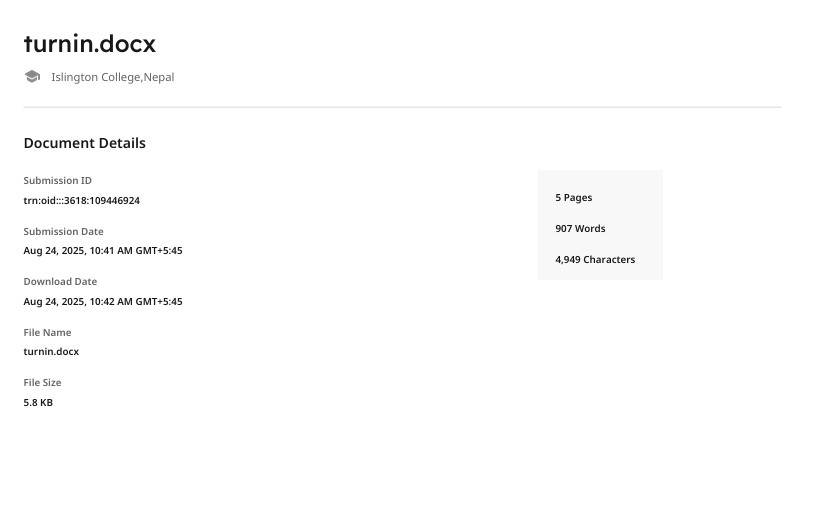 turnin.docx
Islington College,Nepal
Document Details
Submission ID
trn:oid:::3618:109446924
Submission Date
Aug 24, 2025, 10:41 AM GMT+5:45
Download Date
Aug 24, 2025, 10:42 AM GMT+5:45
File Name
turnin.docx
File Size
5.8 KB
5 Pages
907 Words
4,949 Characters